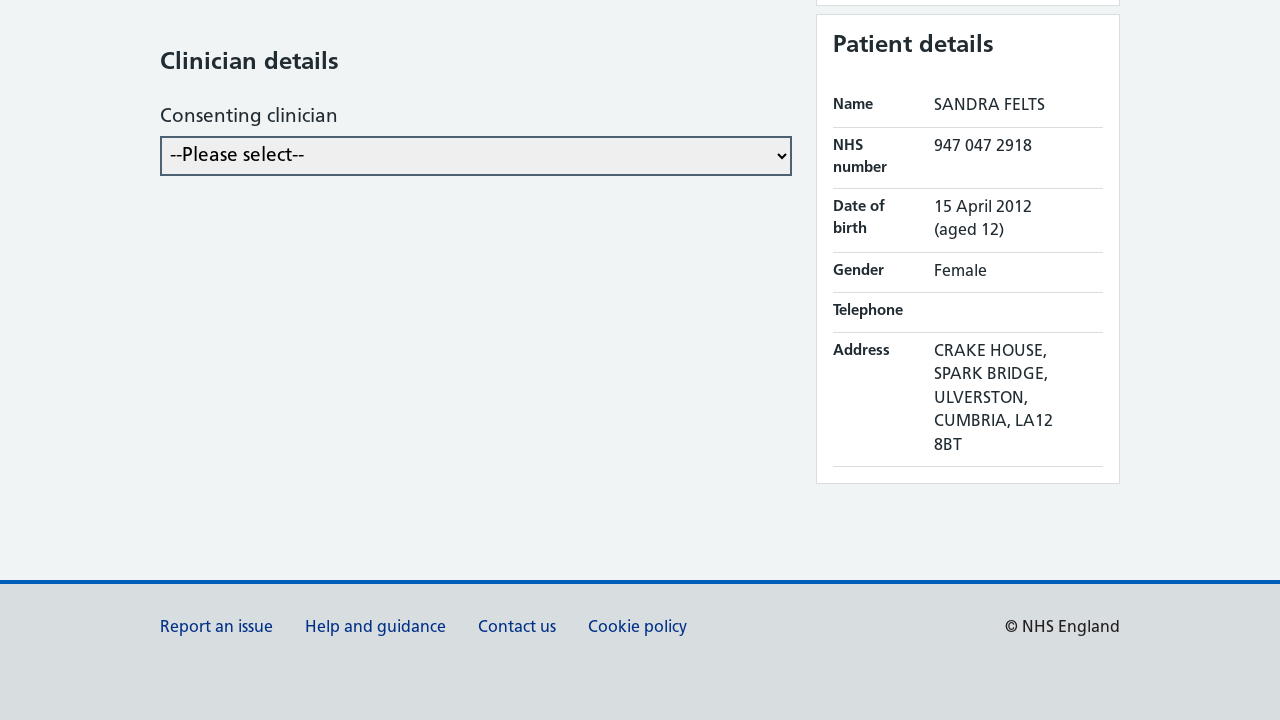 Clinician details
Consenting clinician
--Please select--
Patient details
Name SANDRA FELTS
NHS number 947 047 2918
Date of birth 15 April 2012 (aged 12)
Gender Female
Telephone
Address CRAKE HOUSE,
SPARK BRIDGE,
ULVERSTON,
CUMBRIA, LA12
8BT
Report an issue Help and guidance Contact us Cookie policy © NHS England